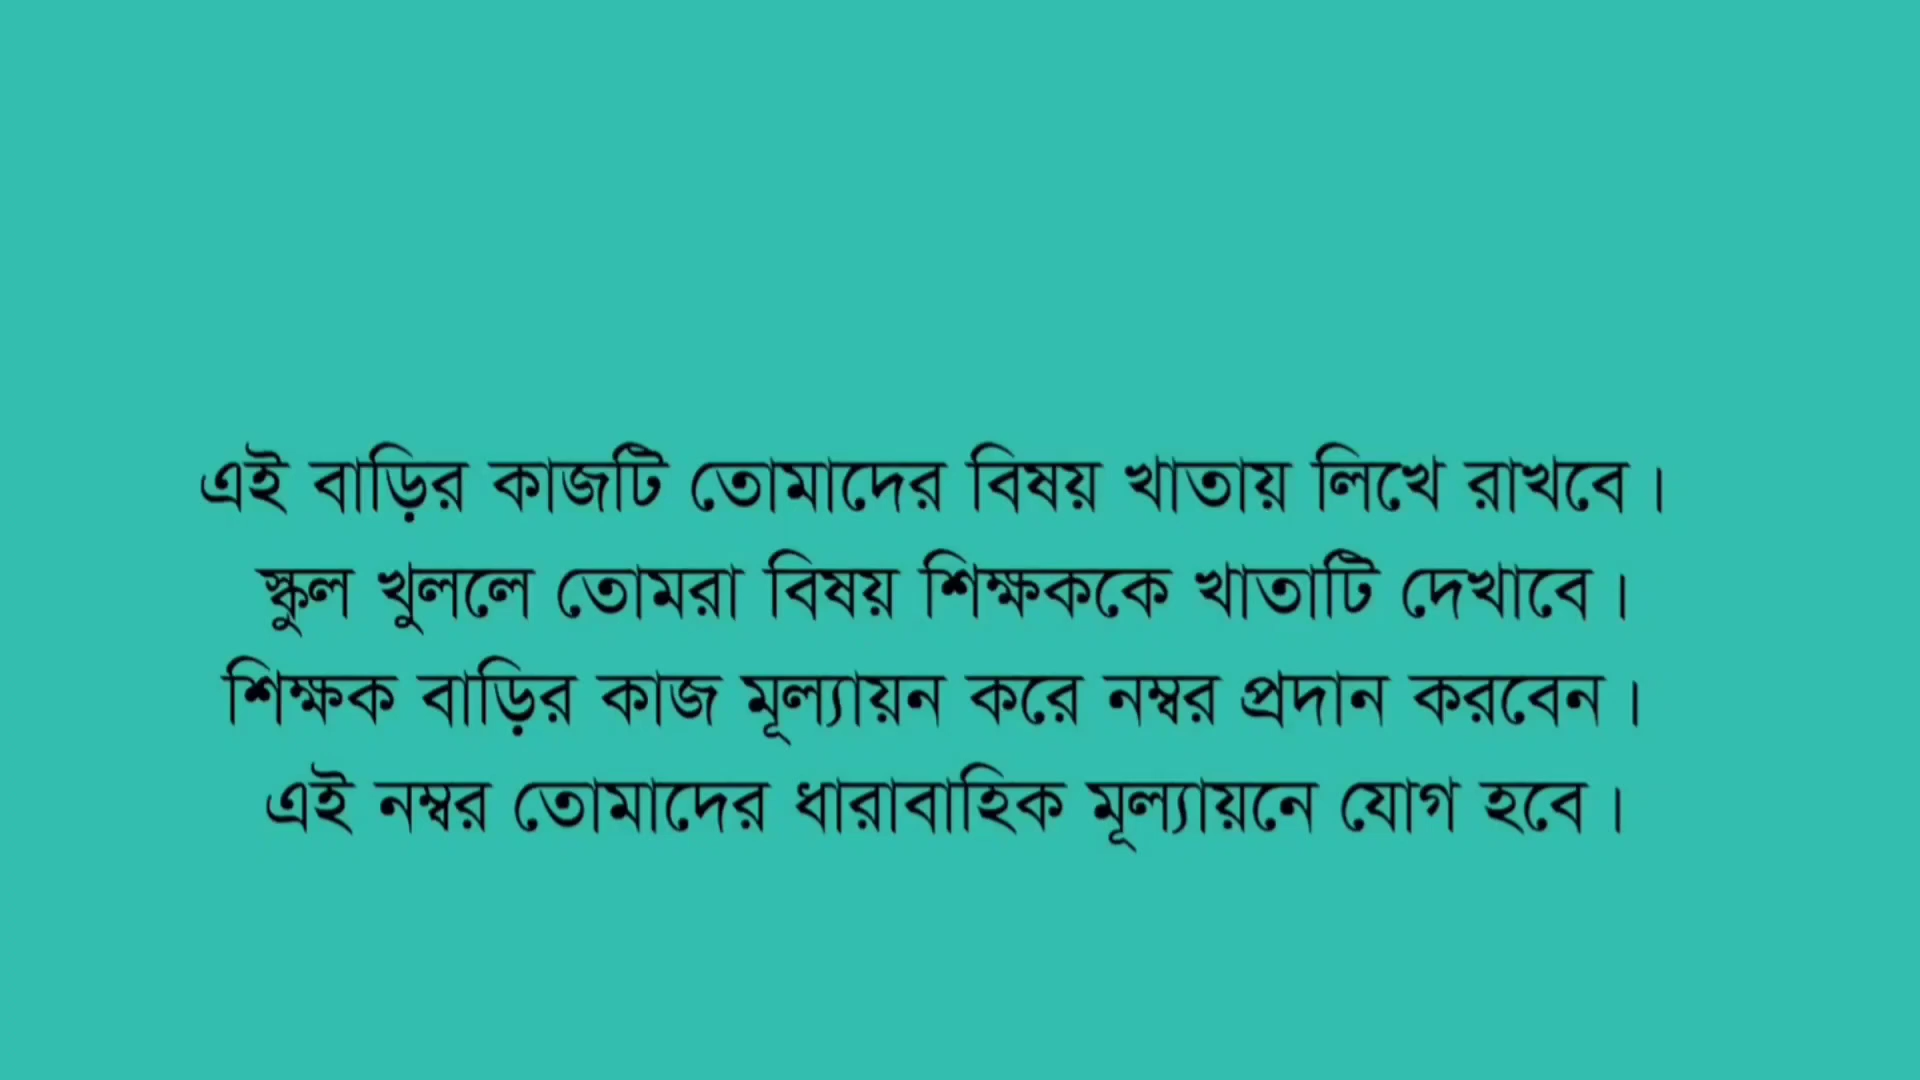 এই বাড়ির কাজটি তোমাদের বিষয় খাতায় লিখে রাখবে।
স্কুল খুললে তোমরা বিষয় শিক্ষককে খাতাটি দেখাবে।
শিক্ষক বাড়ির কাজ মূল্যায়ন করে নম্বর প্রদান করবেন।
এই নম্বর তোমাদের ধারাবাহিক মূল্যায়নে যোগ হবে।